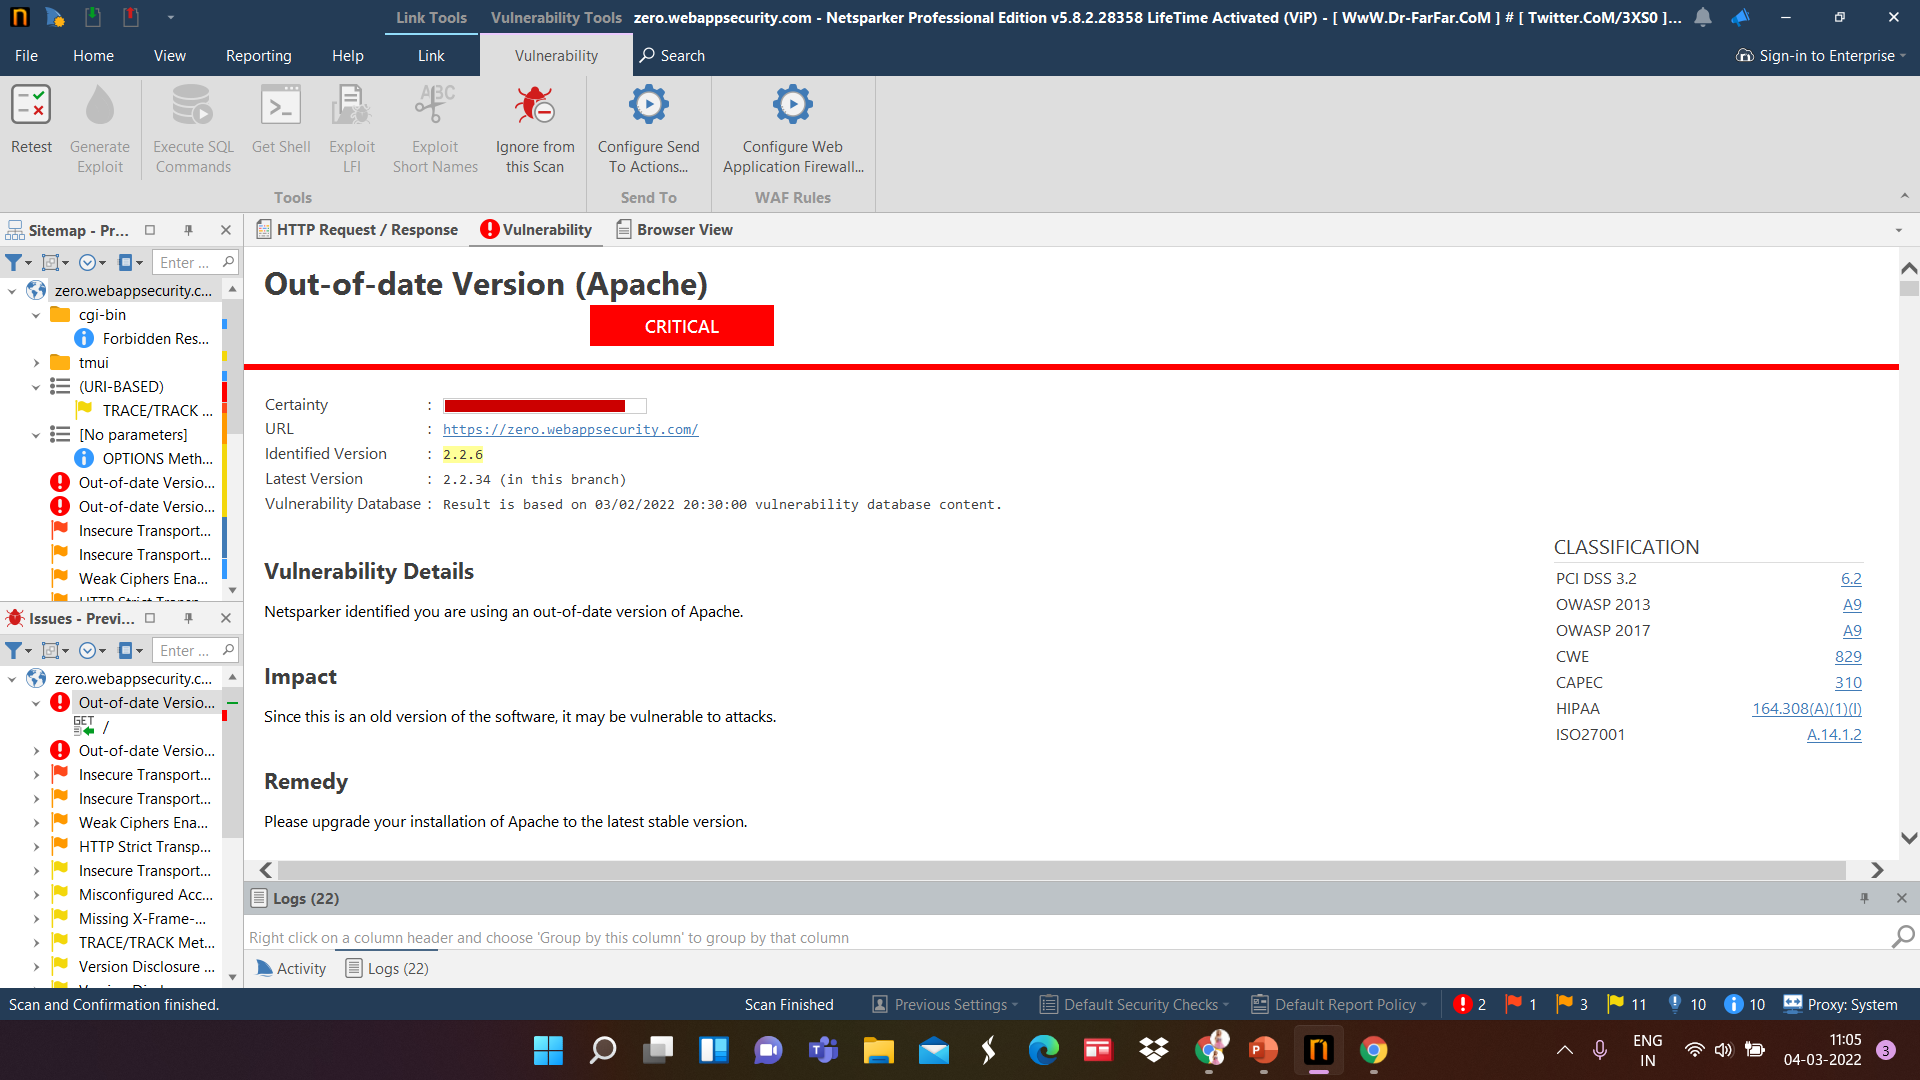 Link Tools Vulnerability Tools zero.webappsecurity.com - Netsparker Professional Edition v5.8.2.28358 LifeTime Activated (ViP) - [ WwW.Dr-FarFar.CoM ] # [ Twitter.CoM/3XS0 ]...
File Home View Reporting Help Link Vulnerability Search Sign-in to Enterprise
Retest
Generate Exploit
Execute SQL Commands
Get Shell
Exploit LFI
Exploit Short Names
ABC
Ignore from this Scan
Configure Send To Actions...
Configure Web Application Firewall...
Tools Send To WAF Rules
Sitemap - Pr...
Enter ...
zero.webappsecurity.c...
cgi-bin
Forbidden Res...
tmui
(URI-BASED)
TRACE/TRACK ...
[No parameters]
OPTIONS Meth...
Out-of-date Versio...
Out-of-date Versio...
Insecure Transport...
Insecure Transport...
Weak Ciphers Ena...
HTTP Strict Transp...
Issues - Previ...
Enter ...
zero.webappsecurity.c...
Out-of-date Versio...
GET /
Out-of-date Versio...
Insecure Transport...
Insecure Transport...
Weak Ciphers Ena...
HTTP Strict Transp...
Insecure Transport...
Misconfigured Acc...
Missing X-Frame-...
TRACE/TRACK Met...
Version Disclosure ...
HTTP Request / Response Vulnerability Browser View
Out-of-date Version (Apache)
CRITICAL
Certainty :
URL : https://zero.webappsecurity.com/
Identified Version : 2.2.6
Latest Version : 2.2.34 (in this branch)
Vulnerability Database : Result is based on 03/02/2022 20:30:00 vulnerability database content.
Vulnerability Details
Netsparker identified you are using an out-of-date version of Apache.
Impact
Since this is an old version of the software, it may be vulnerable to attacks.
Remedy
Please upgrade your installation of Apache to the latest stable version.
CLASSIFICATION
PCI DSS 3.2 6.2
OWASP 2013 A9
OWASP 2017 A9
CWE 829
CAPEC 310
HIPAA 164.308(A)(1)(I)
ISO27001 A.14.1.2
Logs (22)
Right click on a column header and choose 'Group by this column' to group by that column
Activity Logs (22)
Scan and Confirmation finished. Scan Finished Previous Settings Default Security Checks Default Report Policy 2 1 3 11 10 10 Proxy: System
ENG
IN
11:05
04-03-2022
3